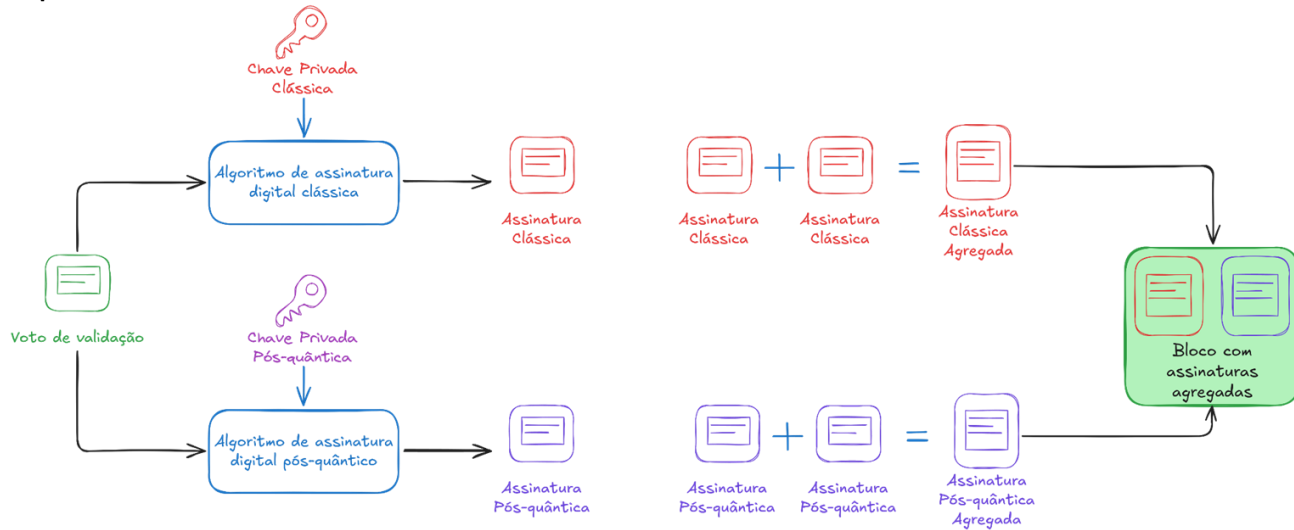 Chave Privada
Clássica
Algoritmo de assinatura
digital clássica
Assinatura
Clássica
Assinatura
Clássica
Assinatura
Clássica
Assinatura
Clássica
Agregada
Voto de validação
Chave Privada
Pós-quântica
Algoritmo de assinatura
digital pós-quântico
Assinatura
Pós-quântica
Assinatura
Pós-quântica
Assinatura
Pós-quântica
Assinatura
Pós-quântica
Agregada
Bloco com
assinaturas
agregadas